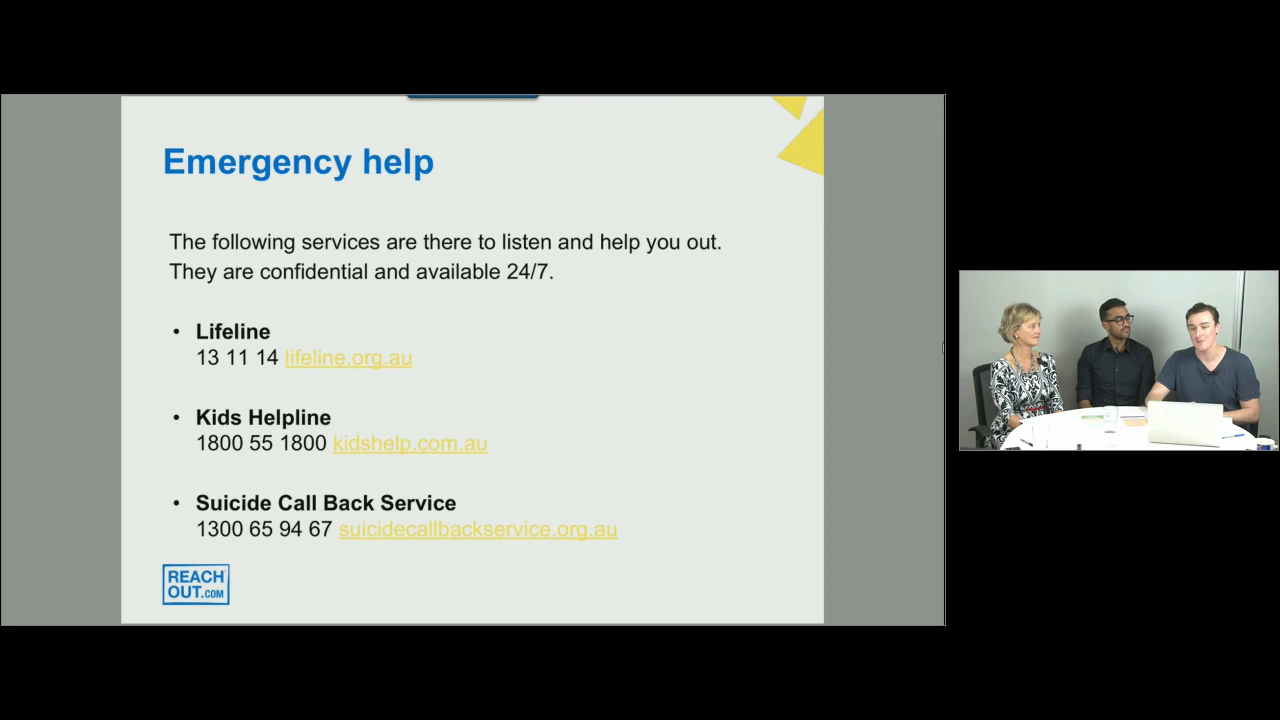 Emergency help
The following services are there to listen and help you out.
They are confidential and available 24/7.
• Lifeline
13 11 14 lifeline.org.au
• Kids Helpline
1800 55 1800 kidshelp.com.au
• Suicide Call Back Service
1300 65 94 67 suicidecallbackservice.org.au
REACH
OUT.COM